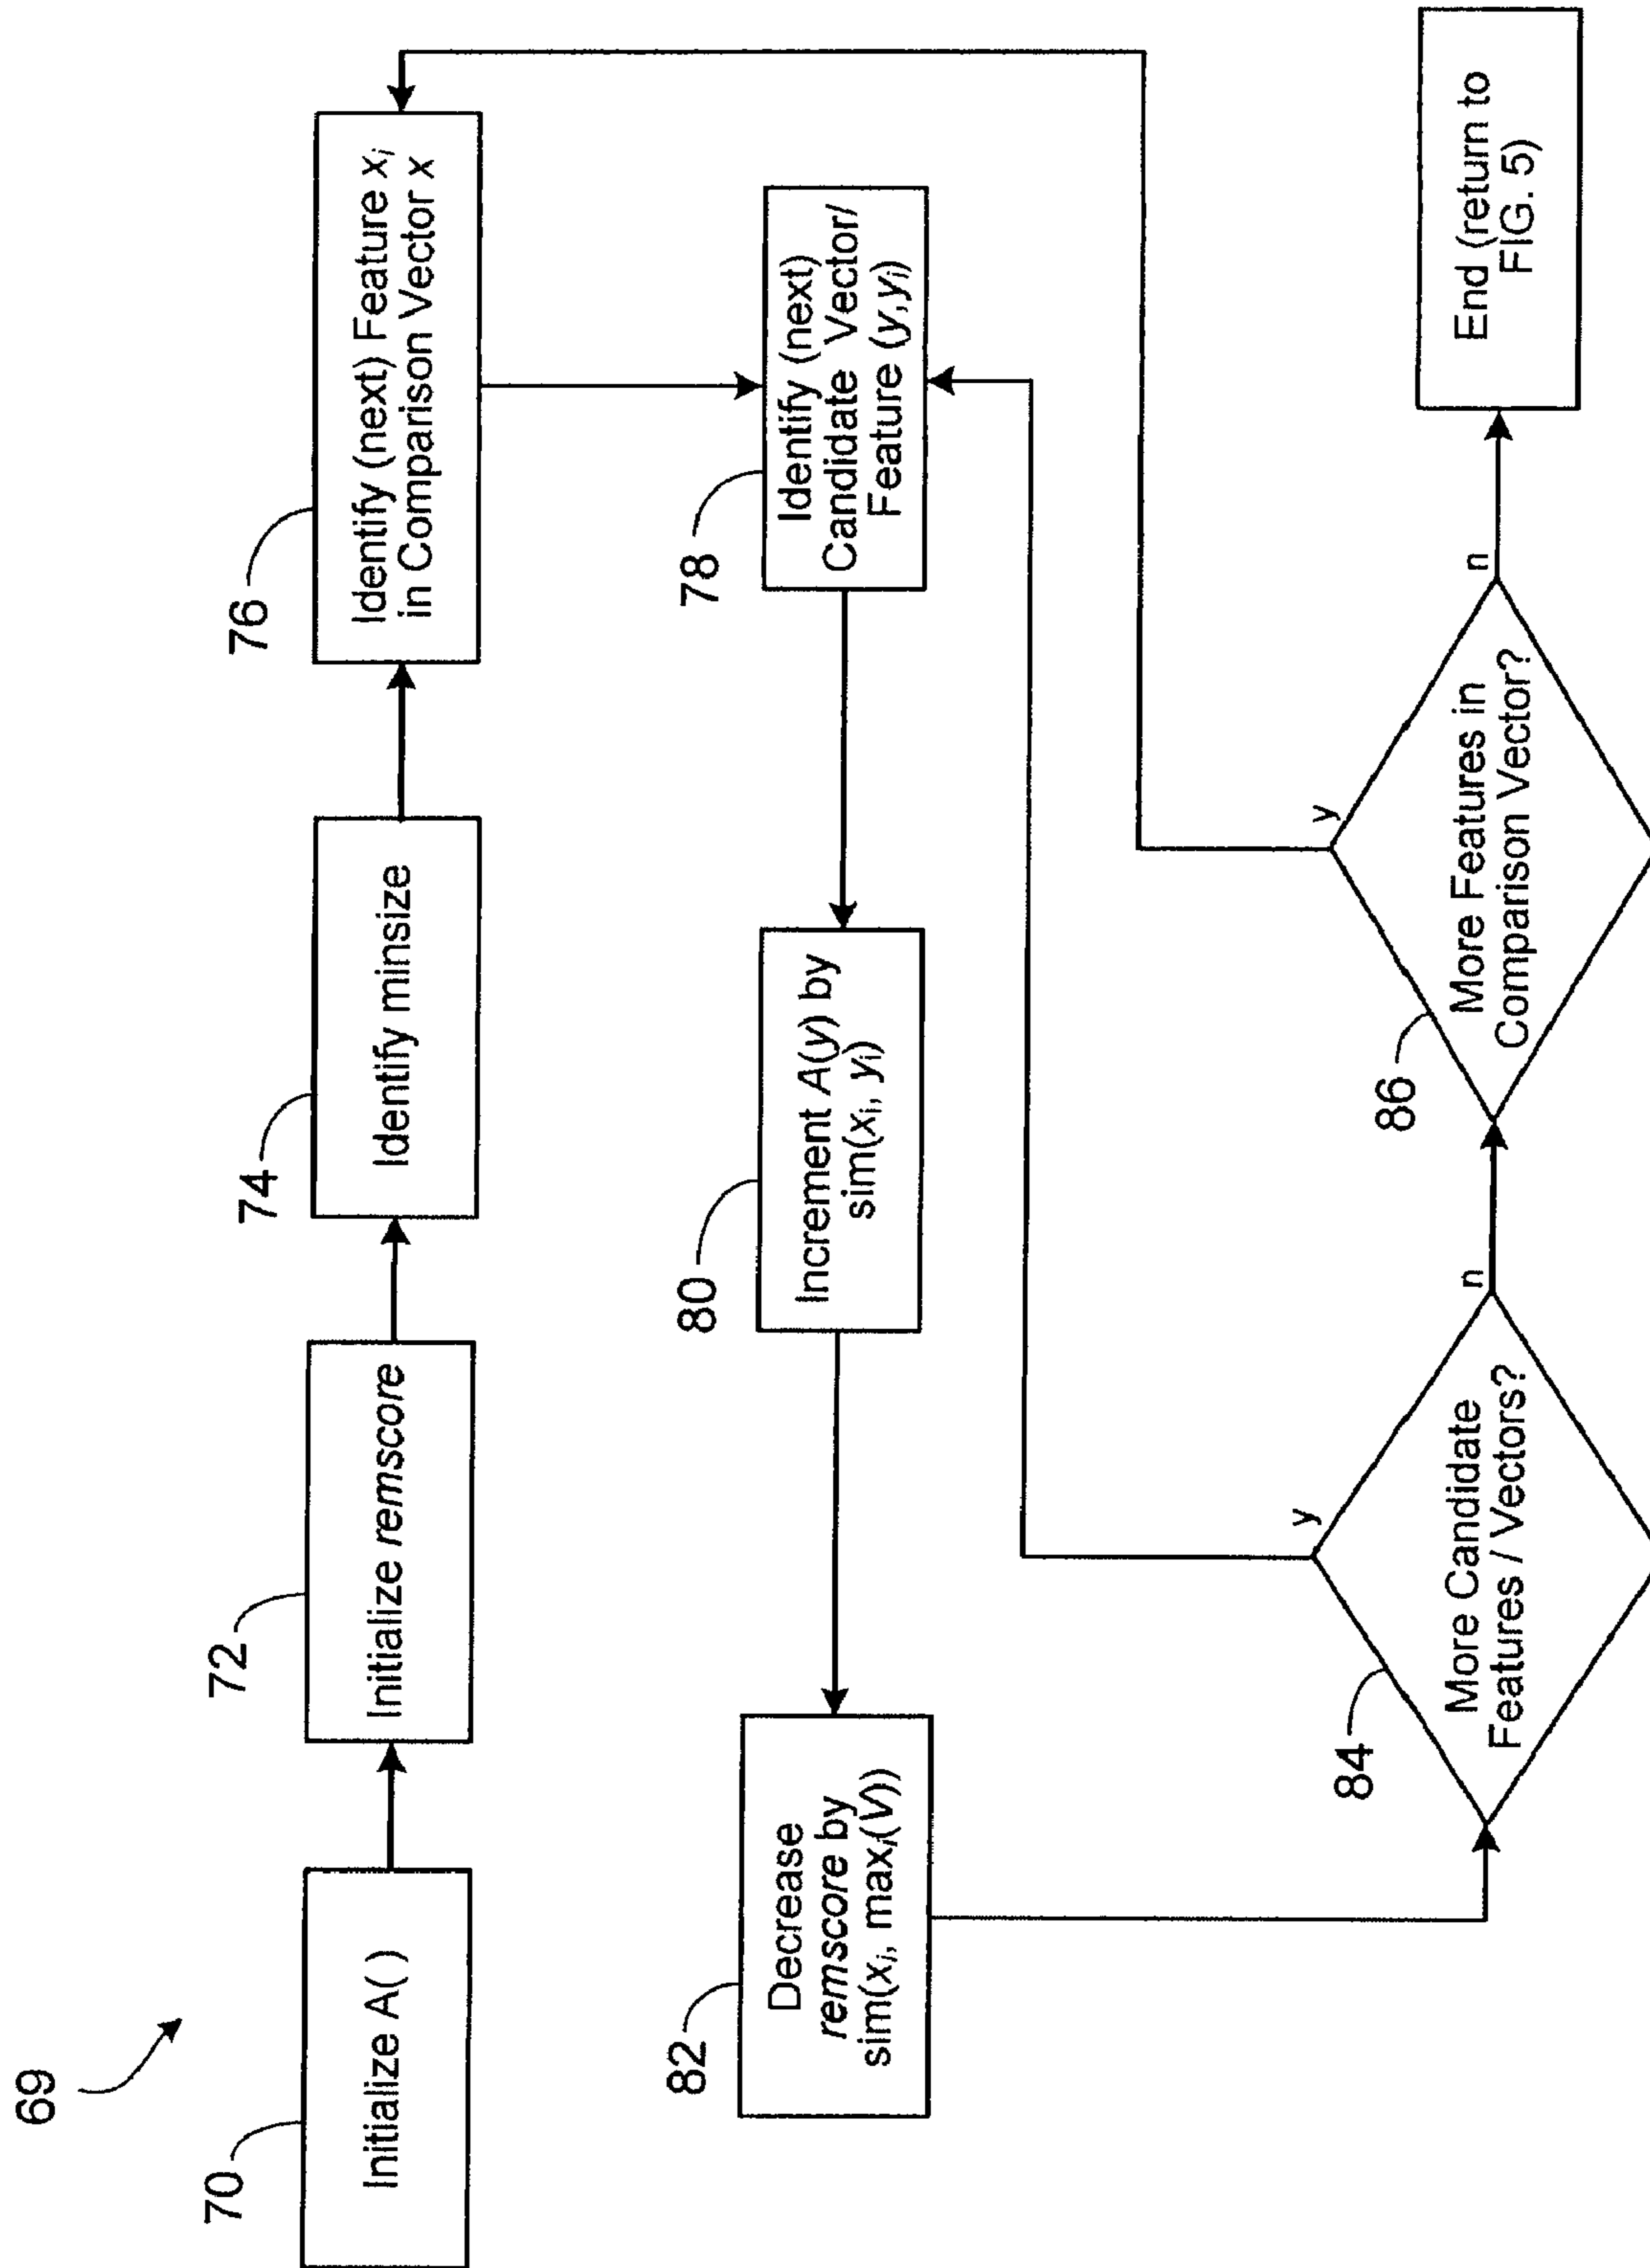 69
70
Initialize A( )
72
Initialize remscore
74
Identify minsize
76
Identify (next) Feature xi
in Comparison Vector x
78
Identify (next)
Candidate Vector/
Feature (y,yi)
80
Increment A(y) by
sim(xi, yi)
82
Decrease
remscore by
sim(xi, maxi(V))
84
More Candidate
Features / Vectors?
y
n
86
More Features in
Comparison Vector?
y
n
End (return to
FIG. 5)